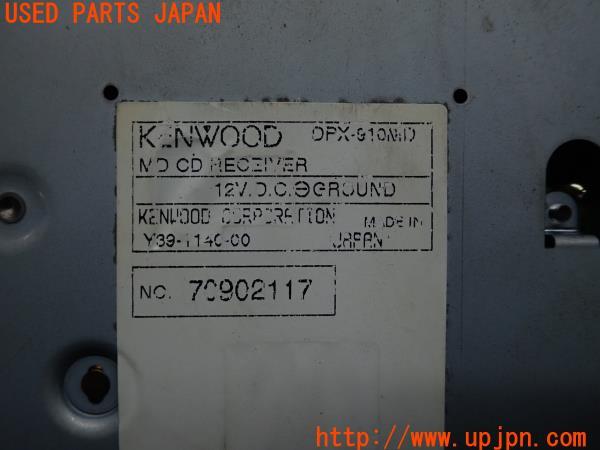 USED PARTS JAPAN
KENWOOD DPX-910MD
MD CD RECEIVER
12V.D.C.⊖GROUND
KENWOOD CORPORATION MADE IN
Y39-1140-00 JAPAN
NO. 70902117
https://www.upjpn.com/